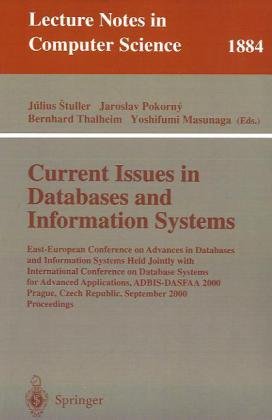 Lecture Notes in
Computer Science 1884
Július Štuller Jaroslav Pokorný
Bernhard Thalheim Yoshifumi Masunaga (Eds.)
Current Issues in
Databases and
Information Systems
East-European Conference on Advances in Databases
and Information Systems Held Jointly with
International Conference on Database Systems
for Advanced Applications, ADBIS-DASFAA 2000
Prague, Czech Republic, September 2000
Proceedings
Springer